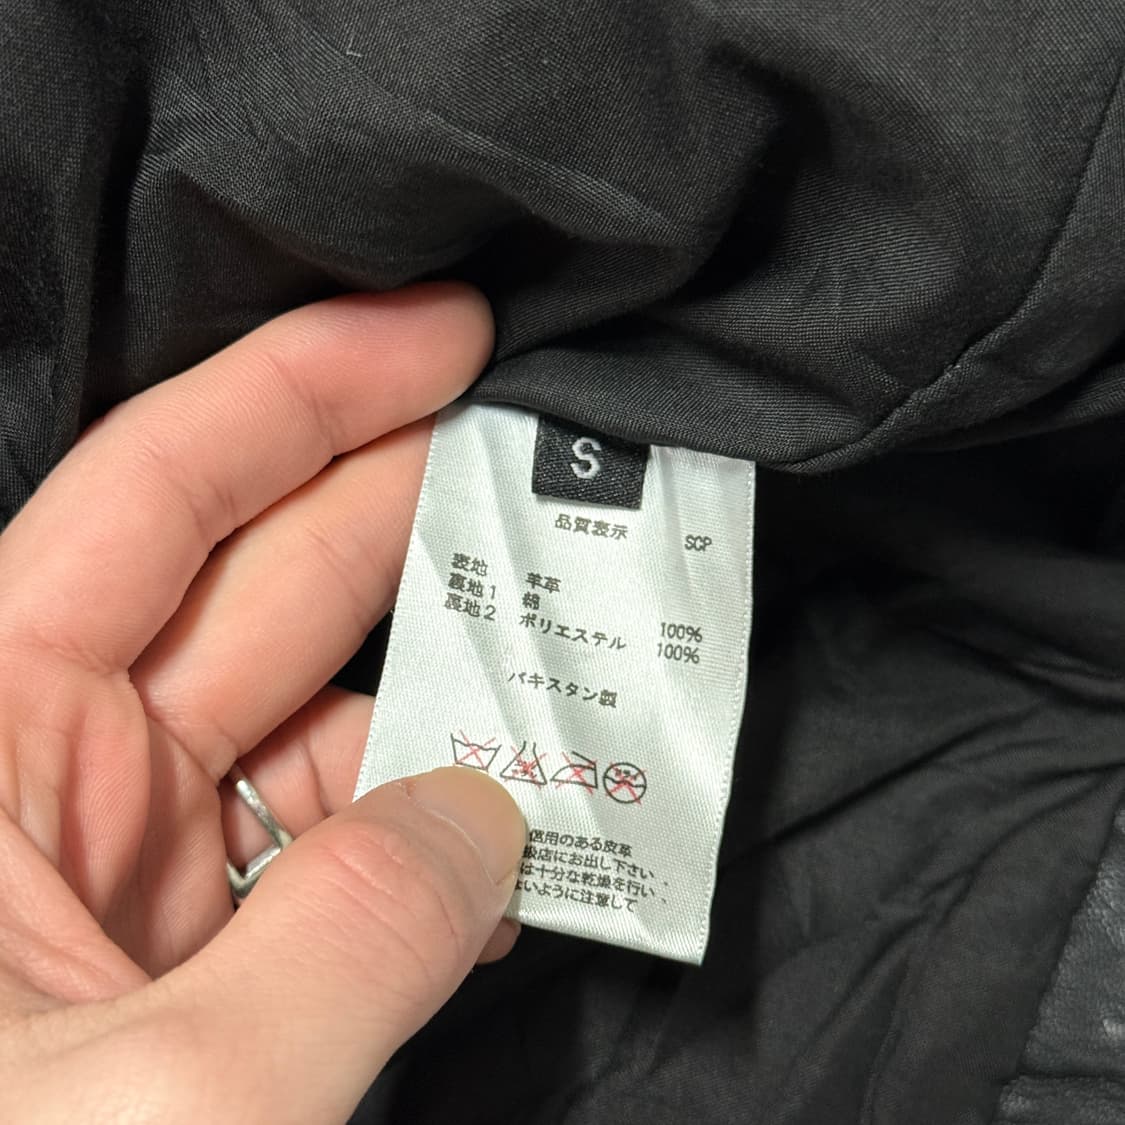 S
品質表示
SCP
表地 羊革
裏地1 綿 100%
裏地2 ポリエステル 100%
パキスタン製
信用のある皮革
扱店にお出し下さい・
は十分な乾燥を行い・
ないように注意して